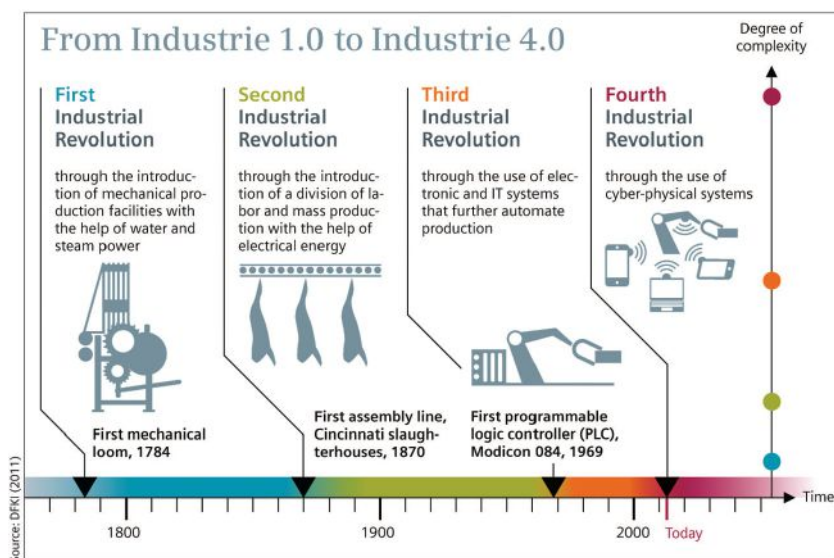 From Industrie 1.0 to Industrie 4.0
Degree of
complexity
First
Industrial
Revolution
through the introduc-
tion of mechanical pro-
duction facilities with
the help of water and
steam power
First mechanical
loom, 1784
Second
Industrial
Revolution
through the introduc-
tion of a division of la-
bor and mass produc-
tion with the help of
electrical energy
First assembly line,
Cincinnati slaugh-
terhouses, 1870
Third
Industrial
Revolution
through the use of elec-
tronic and IT systems
that further automate
production
First programmable
logic controller (PLC),
Modicon 084, 1969
Fourth
Industrial
Revolution
through the use of
cyber-physical systems
1800
1900
2000
Today
Time
Source: DFKI (2011)